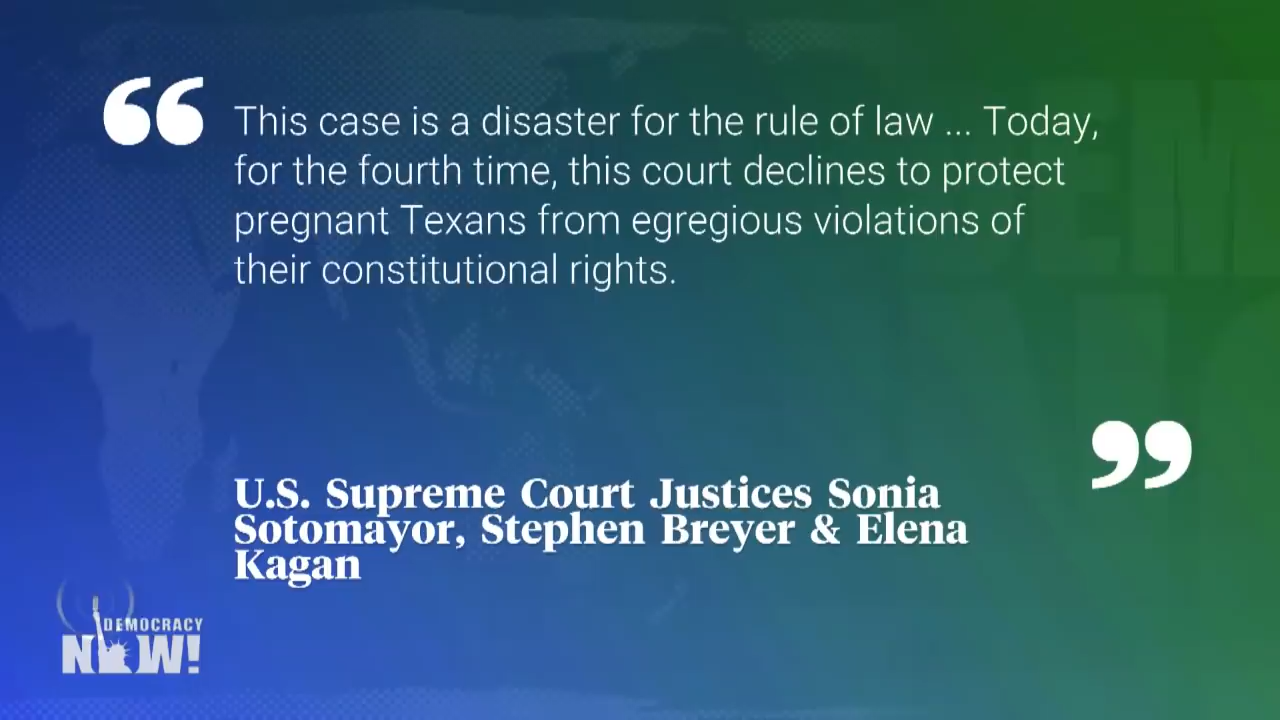 “ This case is a disaster for the rule of law ... Today,
for the fourth time, this court declines to protect
pregnant Texans from egregious violations of
their constitutional rights.
”
U.S. Supreme Court Justices Sonia
Sotomayor, Stephen Breyer & Elena
Kagan
DEMOCRACY
NOW!